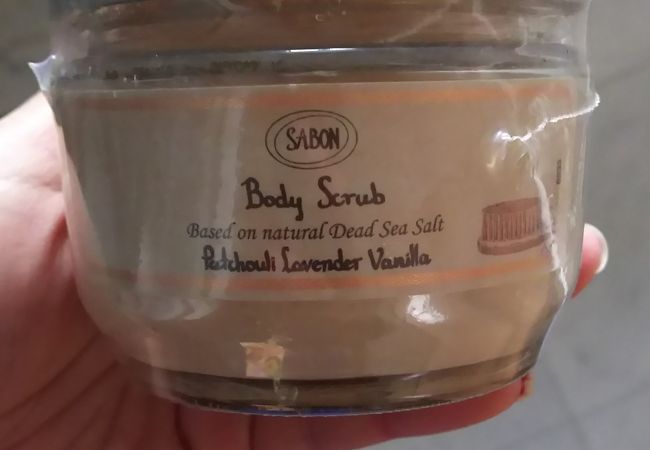 SABON
Body Scrub
Based on natural Dead Sea Salt
Patchouli Lavender Vanilla